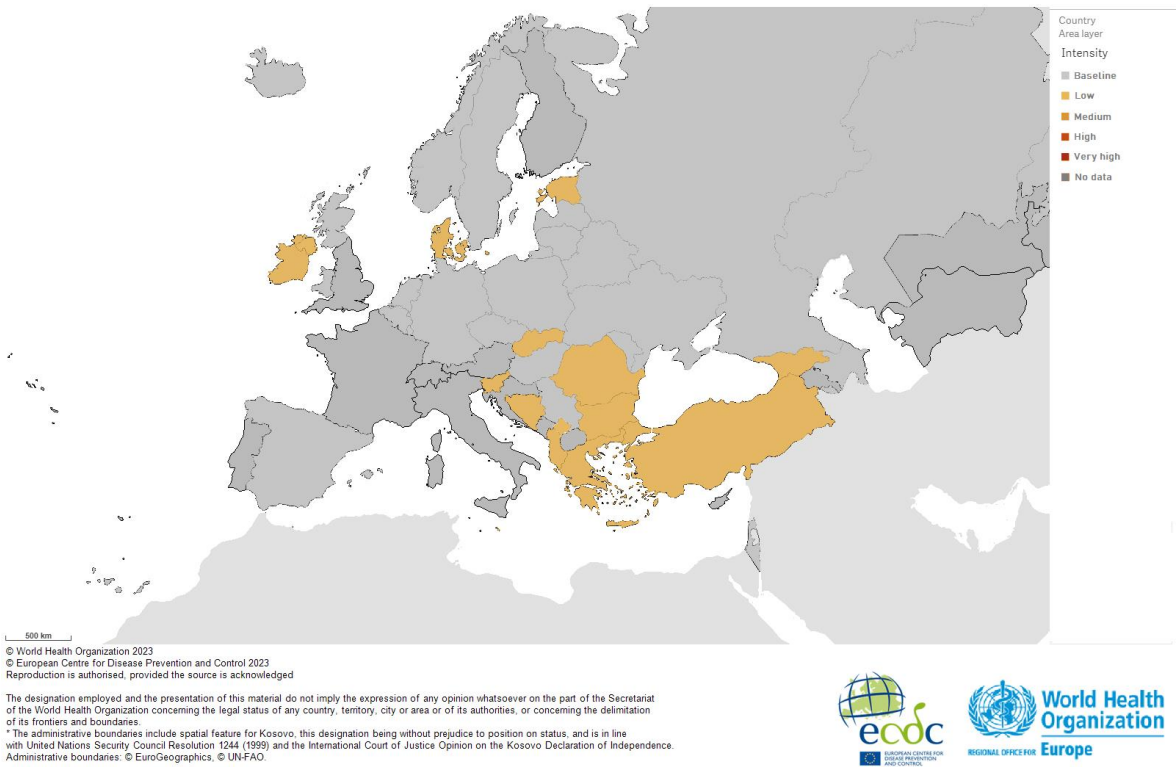 Country
Area layer
Intensity
Baseline
Low
Medium
High
Very high
No data
500 km
© World Health Organization 2023
© European Centre for Disease Prevention and Control 2023
Reproduction is authorised, provided the source is acknowledged
The designation employed and the presentation of this material do not imply the expression of any opinion whatsoever on the part of the Secretariat
of the World Health Organization concerning the legal status of any country, territory, city or area or of its authorities, or concerning the delimitation
of its frontiers and boundaries.
* The administrative boundaries include spatial feature for Kosovo, this designation being without prejudice to position on status, and is in line
with United Nations Security Council Resolution 1244 (1999) and the International Court of Justice Opinion on the Kosovo Declaration of Independence.
Administrative boundaries: © EuroGeographics, © UN-FAO.
ecdc
EUROPEAN CENTRE FOR
DISEASE PREVENTION
AND CONTROL
World Health
Organization
REGIONAL OFFICE FOR Europe